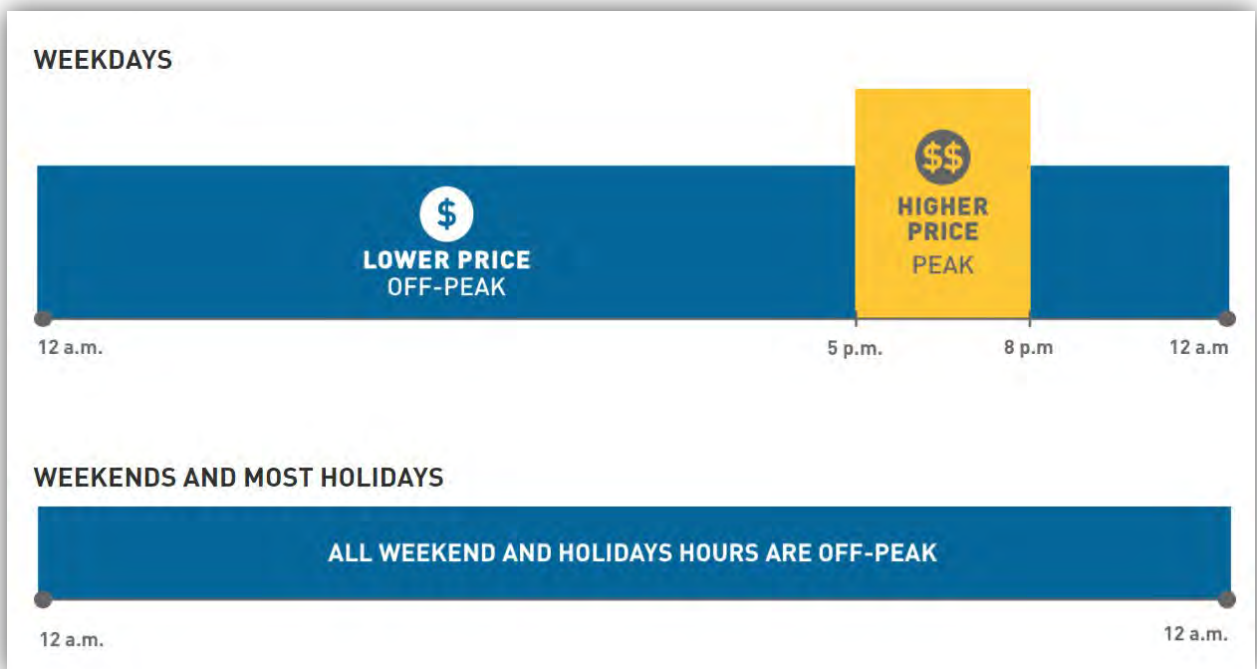 WEEKDAYS
$
LOWER PRICE
OFF-PEAK
$$
HIGHER
PRICE
PEAK
12 a.m.
5 p.m.
8 p.m
12 a.m
WEEKENDS AND MOST HOLIDAYS
ALL WEEKEND AND HOLIDAYS HOURS ARE OFF-PEAK
12 a.m.
12 a.m.